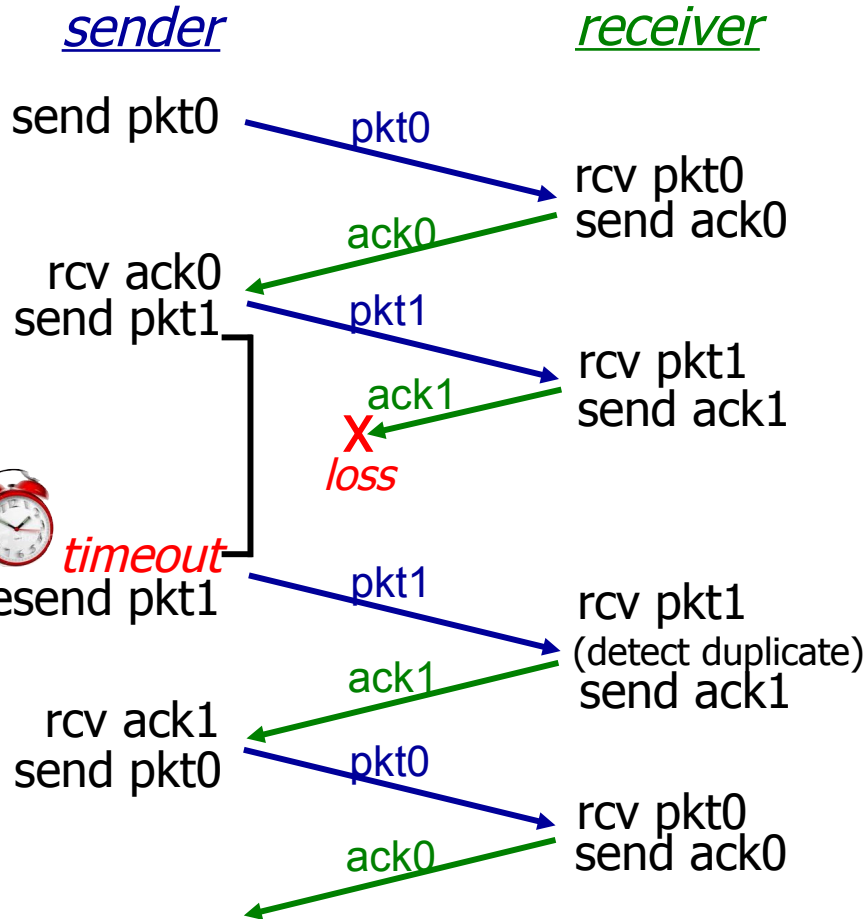 sender
receiver
send pkt0
pkt0
rcv pkt0
send ack0
ack0
rcv ack0
send pkt1
pkt1
rcv pkt1
send ack1
ack1
X
loss
timeout
esend pkt1
pkt1
rcv pkt1
(detect duplicate)
send ack1
ack1
rcv ack1
send pkt0
pkt0
rcv pkt0
send ack0
ack0